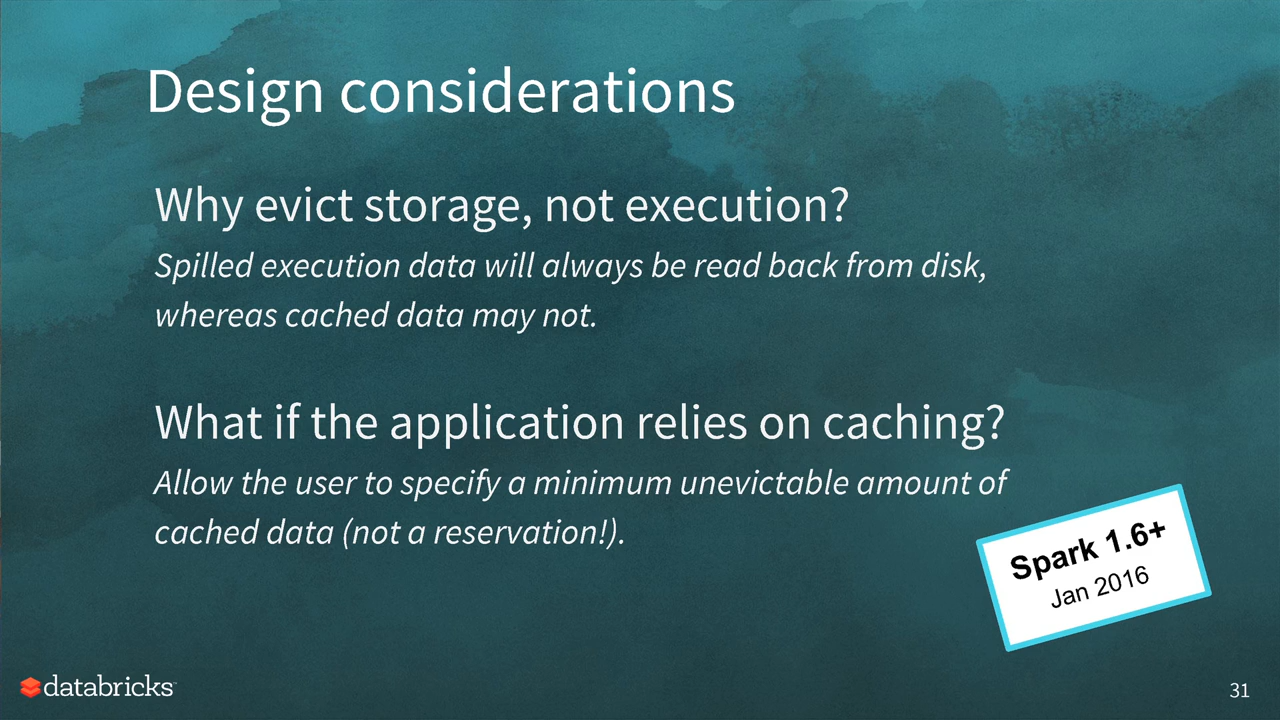 Design considerations
Why evict storage, not execution?
Spilled execution data will always be read back from disk,
whereas cached data may not.
What if the application relies on caching?
Allow the user to specify a minimum unevictable amount of
cached data (not a reservation!).
Spark 1.6+
Jan 2016
databricks
31